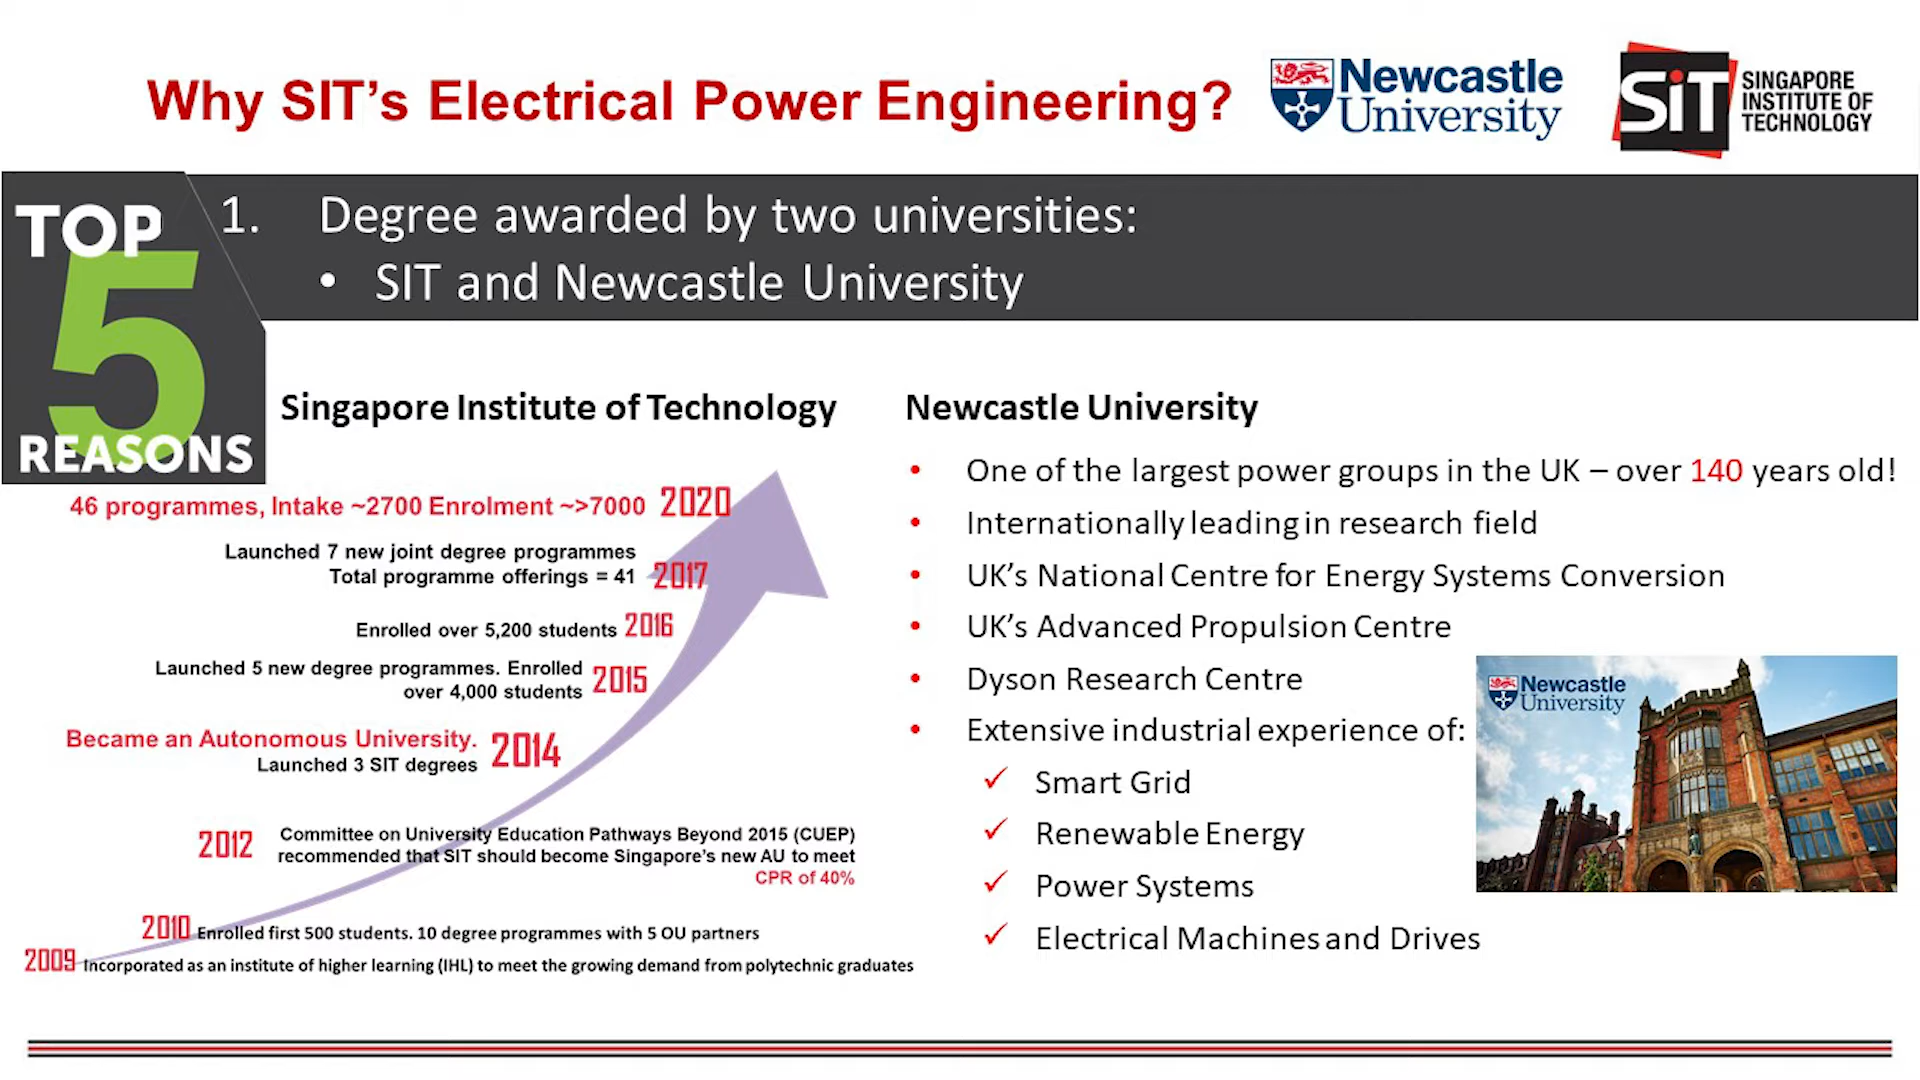 Why SIT's Electrical Power Engineering?
Newcastle
University
SiT
SINGAPORE
INSTITUTE OF
TECHNOLOGY
TOP
5
REASONS
1. Degree awarded by two universities:
• SIT and Newcastle University
Singapore Institute of Technology
46 programmes, Intake ~2700 Enrolment ~>7000 2020
Launched 7 new joint degree programmes
Total programme offerings = 41 2017
Enrolled over 5,200 students 2016
Launched 5 new degree programmes. Enrolled
over 4,000 students 2015
Became an Autonomous University. 2014
Launched 3 SIT degrees
2012 Committee on University Education Pathways Beyond 2015 (CUEP)
recommended that SIT should become Singapore's new AU to meet
CPR of 40%
2010 Enrolled first 500 students. 10 degree programmes with 5 OU partners
2009 Incorporated as an institute of higher learning (IHL) to meet the growing demand from polytechnic graduates
Newcastle University
• One of the largest power groups in the UK – over 140 years old!
• Internationally leading in research field
• UK's National Centre for Energy Systems Conversion
• UK's Advanced Propulsion Centre
• Dyson Research Centre
• Extensive industrial experience of:
✓ Smart Grid
✓ Renewable Energy
✓ Power Systems
✓ Electrical Machines and Drives
Newcastle
University